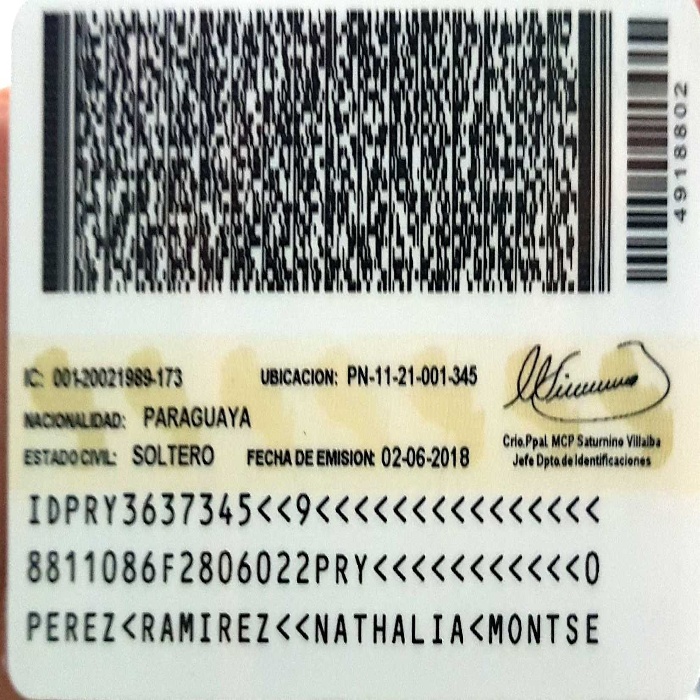 4918802
IC: 001-20021989-173 UBICACION: PN-11-21-001-345
NACIONALIDAD: PARAGUAYA
ESTADO CIVIL: SOLTERO FECHA DE EMISION: 02-06-2018
Crio.Ppal. MCP Saturnino Villalba
Jefe Dpto.de Identificaciones
IDPRY3637345<<9<<<<<<<<<<<<<<<
8811086F2806022PRY<<<<<<<<<<<0
PEREZ<RAMIREZ<<NATHALIA<MONTSE